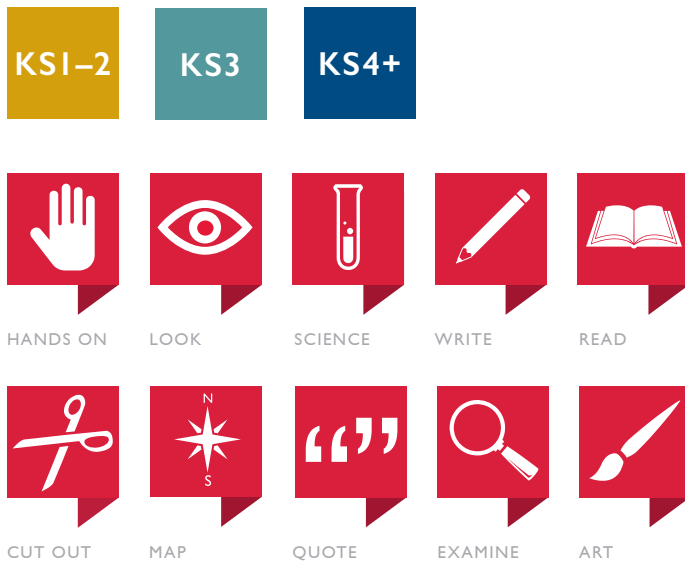 KS1–2 KS3 KS4+
HANDS ON LOOK SCIENCE WRITE READ
N
S
CUT OUT MAP QUOTE EXAMINE ART